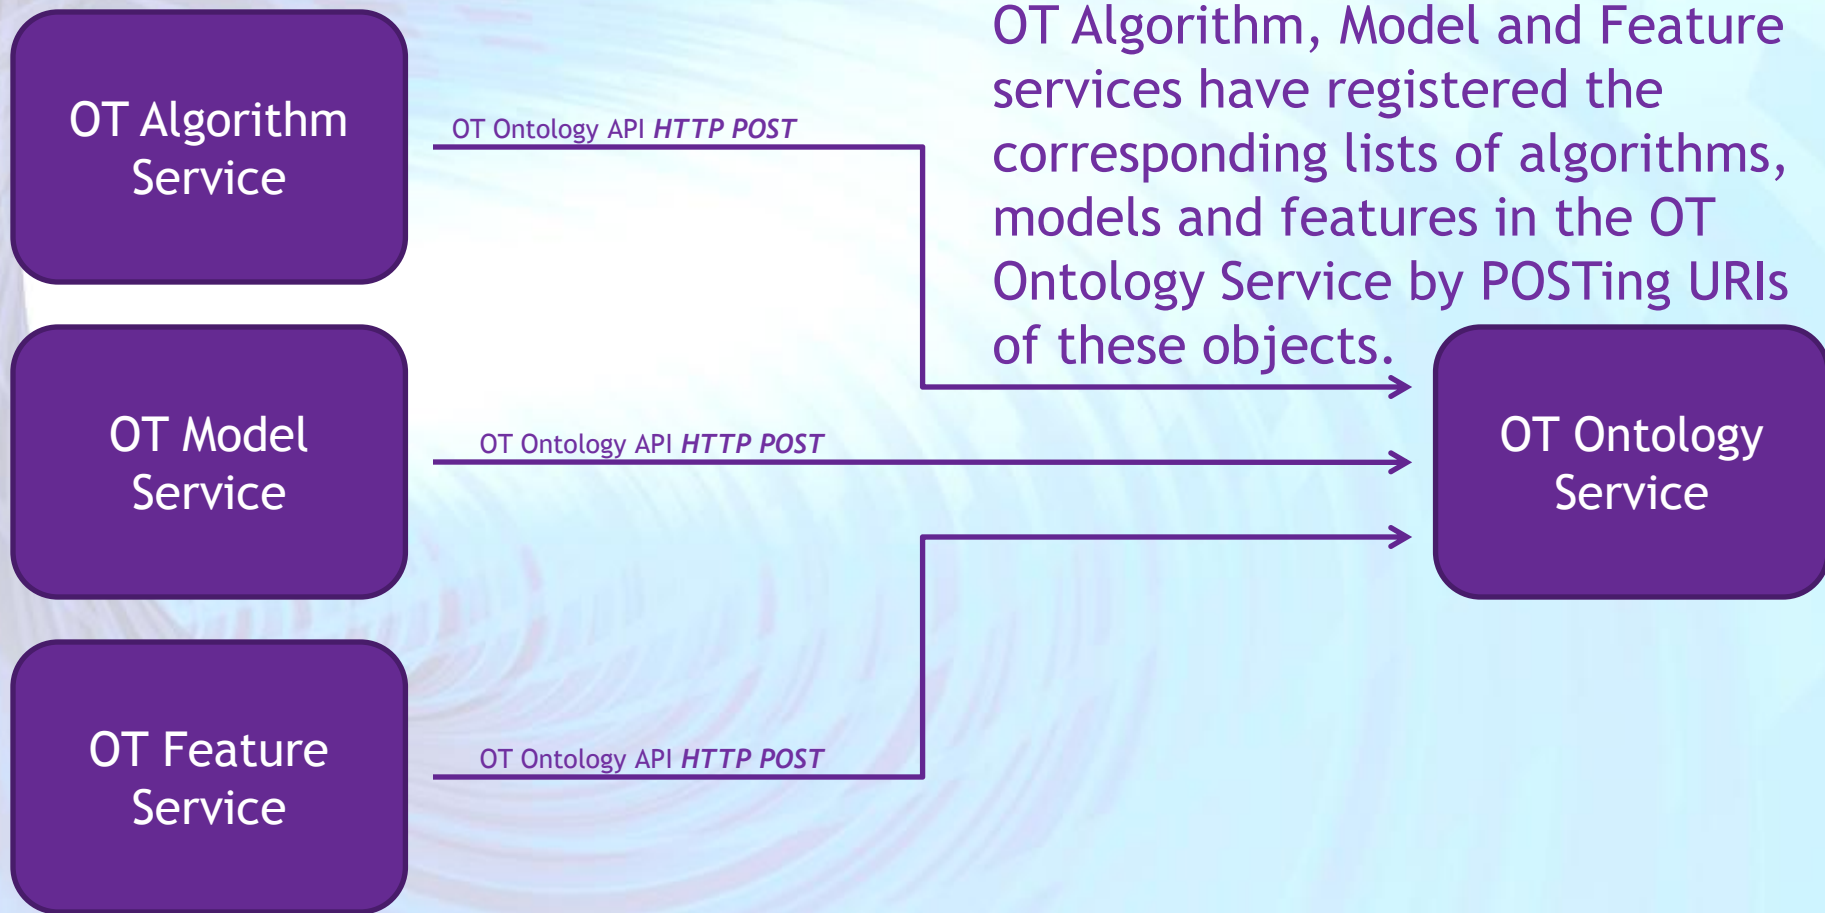 OT Algorithm
Service
OT Ontology API HTTP POST
OT Algorithm, Model and Feature
services have registered the
corresponding lists of algorithms,
models and features in the OT
Ontology Service by POSTing URIs
of these objects.
OT Model
Service
OT Ontology API HTTP POST
OT Ontology
Service
OT Feature
Service
OT Ontology API HTTP POST